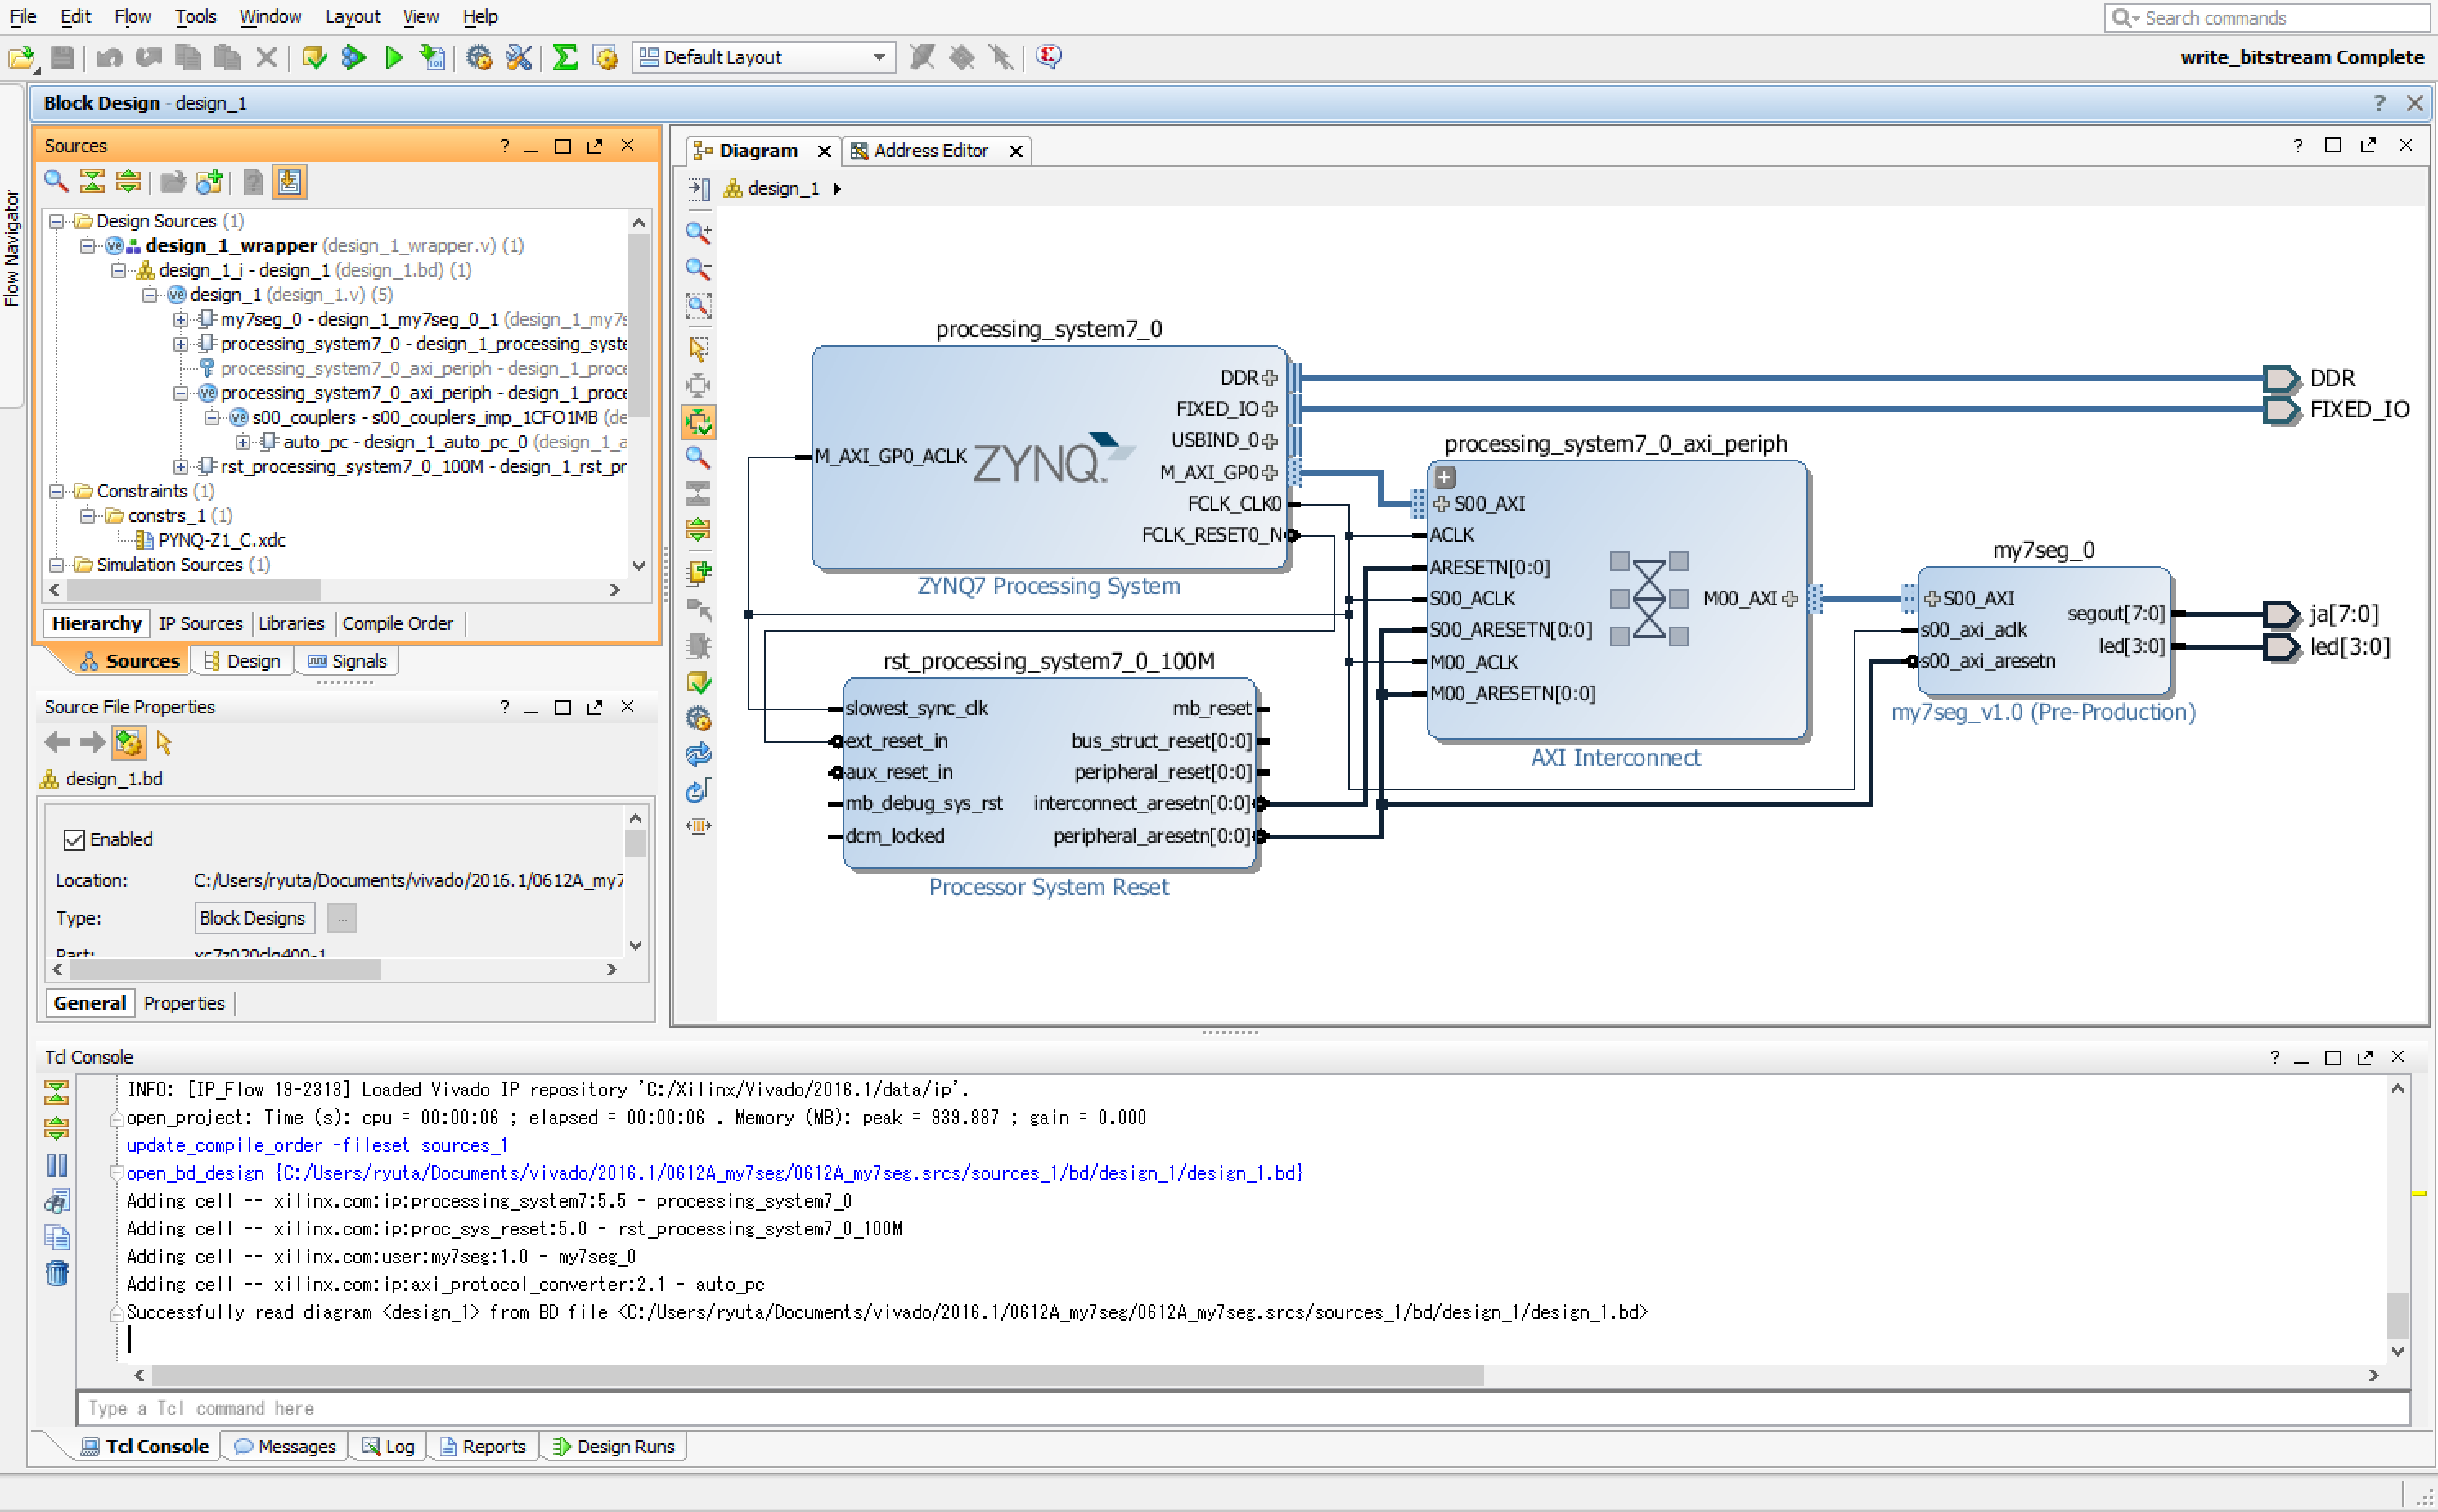 File Edit Flow Tools Window Layout View Help
Search commands
Default Layout
write_bitstream Complete
Flow Navigator
Block Design - design_1
Sources
Design Sources (1)
design_1_wrapper (design_1_wrapper.v) (1)
design_1_i - design_1 (design_1.bd) (1)
design_1 (design_1.v) (5)
my7seg_0 - design_1_my7seg_0_1 (design_1_my7s
processing_system7_0 - design_1_processing_syste
processing_system7_0_axi_periph - design_1_proce
processing_system7_0_axi_periph - design_1_proce
s00_couplers - s00_couplers_imp_1CFO1MB (de
auto_pc - design_1_auto_pc_0 (design_1_a
rst_processing_system7_0_100M - design_1_rst_pr
Constraints (1)
constrs_1 (1)
PYNQ-Z1_C.xdc
Simulation Sources (1)
Hierarchy IP Sources Libraries Compile Order
Sources Design Signals
Source File Properties
design_1.bd
Enabled
Location: C:/Users/ryuta/Documents/vivado/2016.1/0612A_my7
Type: Block Designs ...
Part: xc7z020clg400-1
General Properties
Diagram Address Editor
design_1
processing_system7_0
DDR
FIXED_IO
USBIND_0
M_AXI_GP0_ACLK ZYNQ
M_AXI_GP0
FCLK_CLK0
FCLK_RESET0_N
ZYNQ7 Processing System
rst_processing_system7_0_100M
slowest_sync_clk mb_reset
ext_reset_in bus_struct_reset[0:0]
aux_reset_in peripheral_reset[0:0]
mb_debug_sys_rst interconnect_aresetn[0:0]
dcm_locked peripheral_aresetn[0:0]
Processor System Reset
processing_system7_0_axi_periph
S00_AXI
ACLK
ARESETN[0:0]
S00_ACLK M00_AXI
S00_ARESETN[0:0]
M00_ACLK
M00_ARESETN[0:0]
AXI Interconnect
my7seg_0
S00_AXI segout[7:0]
s00_axi_aclk led[3:0]
s00_axi_aresetn
my7seg_v1.0 (Pre-Production)
DDR
FIXED_IO
ja[7:0]
led[3:0]
Tcl Console
INFO: [IP_Flow 19-2313] Loaded Vivado IP repository 'C:/Xilinx/Vivado/2016.1/data/ip'.
open_project: Time (s): cpu = 00:00:06 ; elapsed = 00:00:06 . Memory (MB): peak = 939.887 ; gain = 0.000
update_compile_order -fileset sources_1
open_bd_design {C:/Users/ryuta/Documents/vivado/2016.1/0612A_my7seg/0612A_my7seg.srcs/sources_1/bd/design_1/design_1.bd}
Adding cell -- xilinx.com:ip:processing_system7:5.5 - processing_system7_0
Adding cell -- xilinx.com:ip:proc_sys_reset:5.0 - rst_processing_system7_0_100M
Adding cell -- xilinx.com:user:my7seg:1.0 - my7seg_0
Adding cell -- xilinx.com:ip:axi_protocol_converter:2.1 - auto_pc
Successfully read diagram <design_1> from BD file <C:/Users/ryuta/Documents/vivado/2016.1/0612A_my7seg/0612A_my7seg.srcs/sources_1/bd/design_1/design_1.bd>
Type a Tcl command here
Tcl Console Messages Log Reports Design Runs